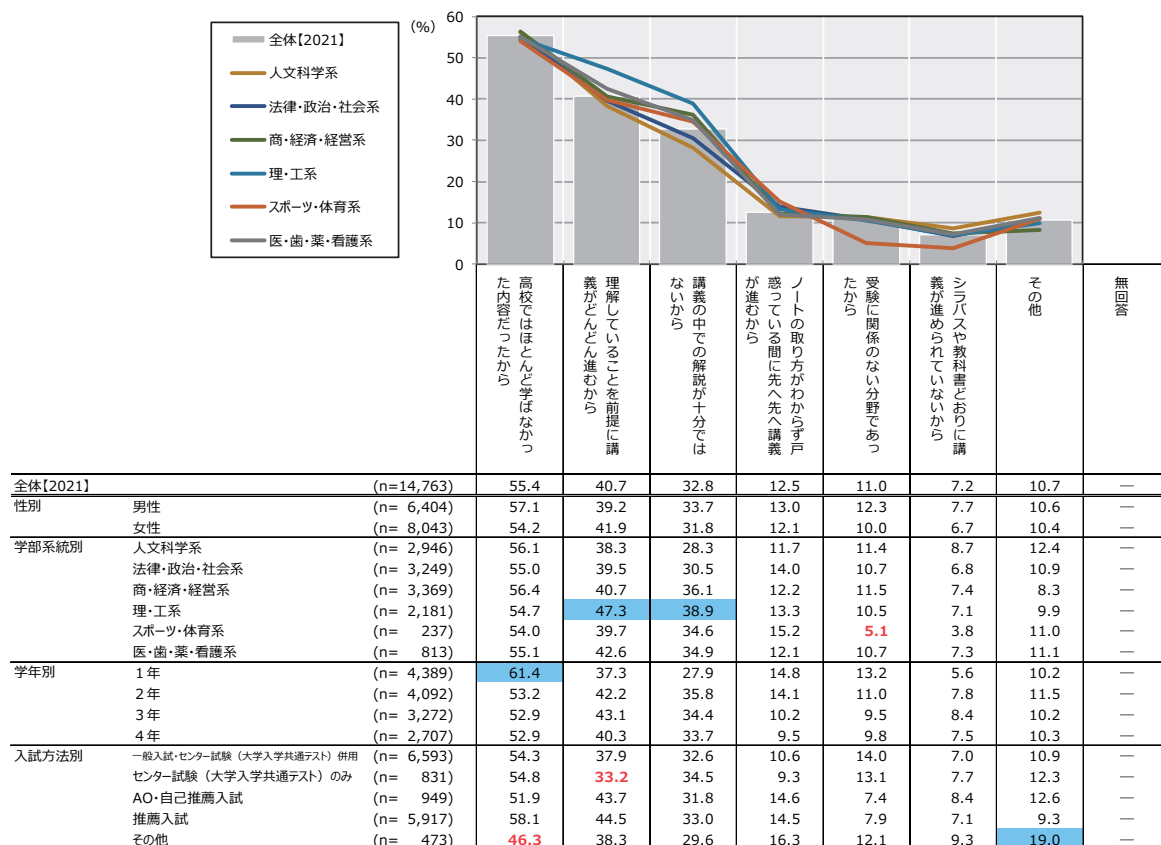 (%)
全体【2021】
人文科学系
法律・政治・社会系
商・経済・経営系
理・工系
スポーツ・体育系
医・歯・薬・看護系
60
50
40
30
20
10
0
高校ではほとんど学ばなかっ
た内容だったから
理解していることを前提に講
義がどんどん進むから
講義の中での解説が十分では
ないから
ノートの取り方がわからず戸
惑っている間に先へ先へ講義
が進むから
受験に関係のない分野であっ
たから
シラバスや教科書どおりに講
義が進められていないから
その他
無回答
全体【2021】 (n=14,763) 55.4 40.7 32.8 12.5 11.0 7.2 10.7 —
性別 男性 (n= 6,404) 57.1 39.2 33.7 13.0 12.3 7.7 10.6 —
女性 (n= 8,043) 54.2 41.9 31.8 12.1 10.0 6.7 10.4 —
学部系統別 人文科学系 (n= 2,946) 56.1 38.3 28.3 11.7 11.4 8.7 12.4 —
法律・政治・社会系 (n= 3,249) 55.0 39.5 30.5 14.0 10.7 6.8 10.9 —
商・経済・経営系 (n= 3,369) 56.4 40.7 36.1 12.2 11.5 7.4 8.3 —
理・工系 (n= 2,181) 54.7 47.3 38.9 13.3 10.5 7.1 9.9 —
スポーツ・体育系 (n= 237) 54.0 39.7 34.6 15.2 5.1 3.8 11.0 —
医・歯・薬・看護系 (n= 813) 55.1 42.6 34.9 12.1 10.7 7.3 11.1 —
学年別 1年 (n= 4,389) 61.4 37.3 27.9 14.8 13.2 5.6 10.2 —
2年 (n= 4,092) 53.2 42.2 35.8 14.1 11.0 7.8 11.5 —
3年 (n= 3,272) 52.9 43.1 34.4 10.2 9.5 8.4 10.2 —
4年 (n= 2,707) 52.9 40.3 33.7 9.5 9.8 7.5 10.3 —
入試方法別 一般入試・センター試験（大学入学共通テスト）併用 (n= 6,593) 54.3 37.9 32.6 10.6 14.0 7.0 10.9 —
センター試験（大学入学共通テスト）のみ (n= 831) 54.8 33.2 34.5 9.3 13.1 7.7 12.3 —
AO・自己推薦入試 (n= 949) 51.9 43.7 31.8 14.6 7.4 8.4 12.6 —
推薦入試 (n= 5,917) 58.1 44.5 33.0 14.5 7.9 7.1 9.3 —
その他 (n= 473) 46.3 38.3 29.6 16.3 12.1 9.3 19.0 —